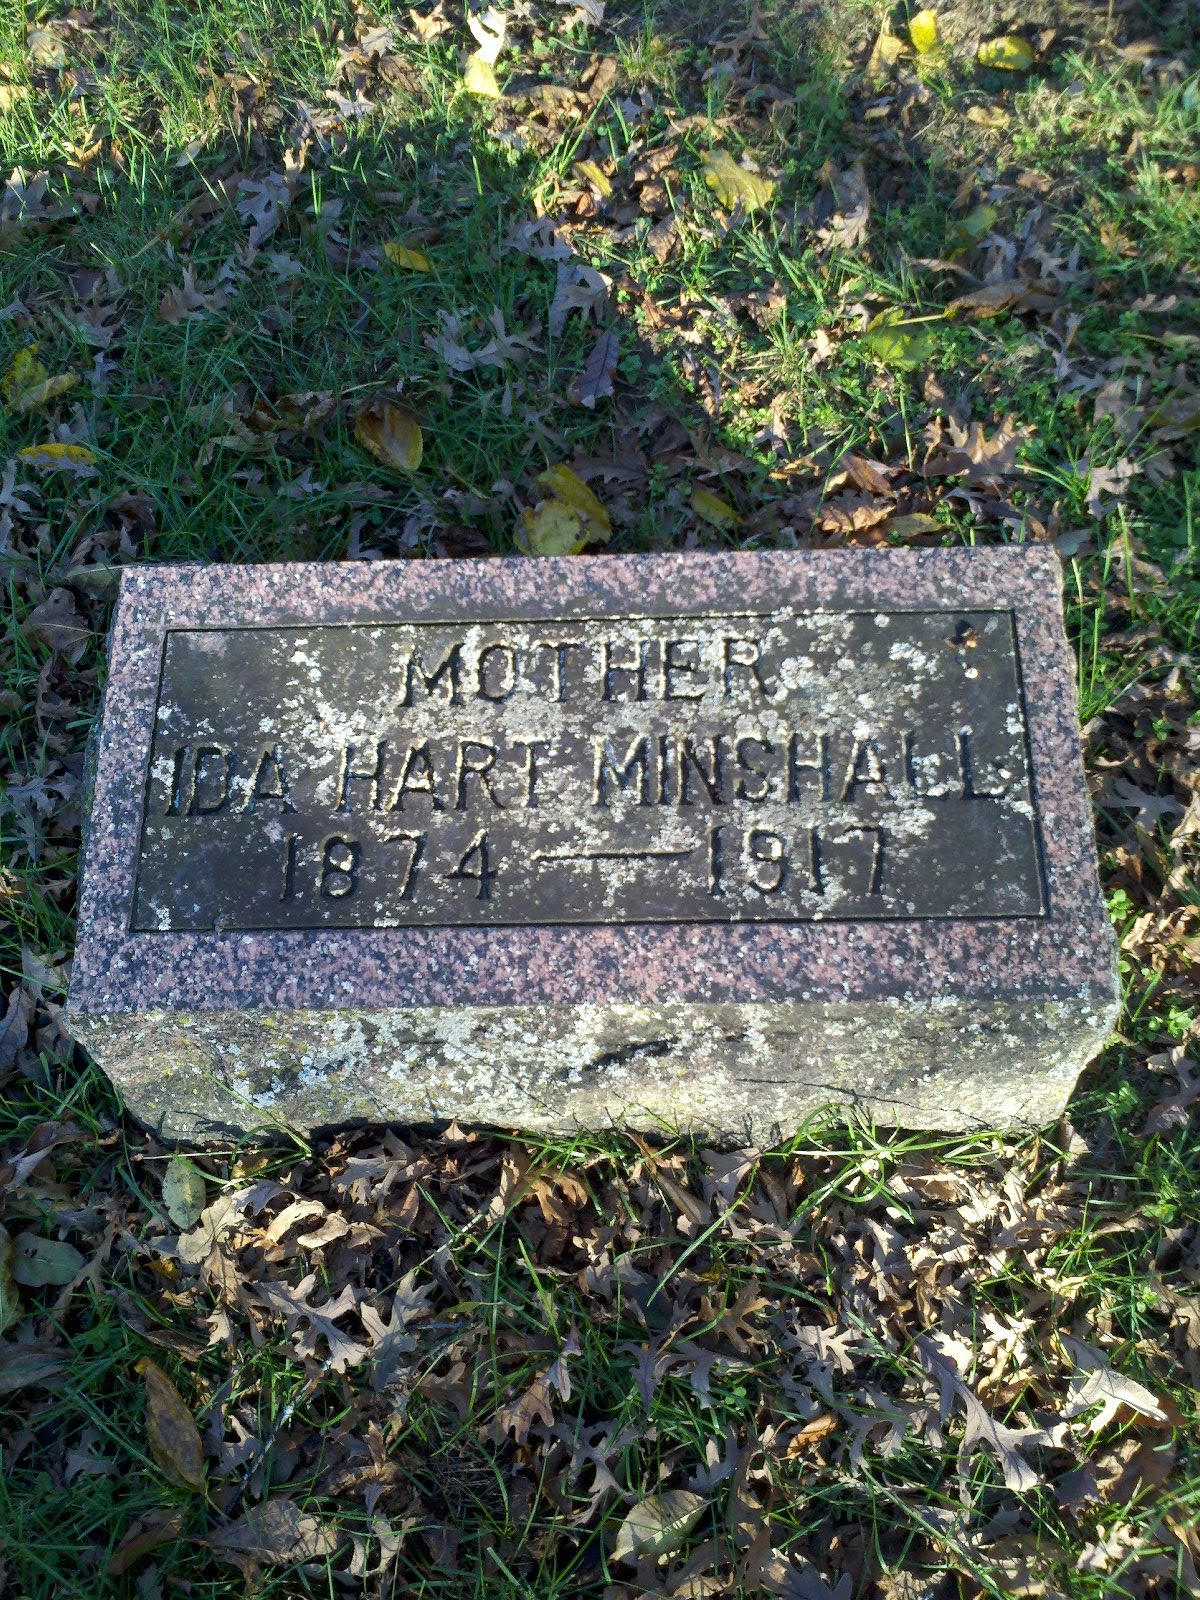 MOTHER
IDA HART MINSHALL
1874 — 1917